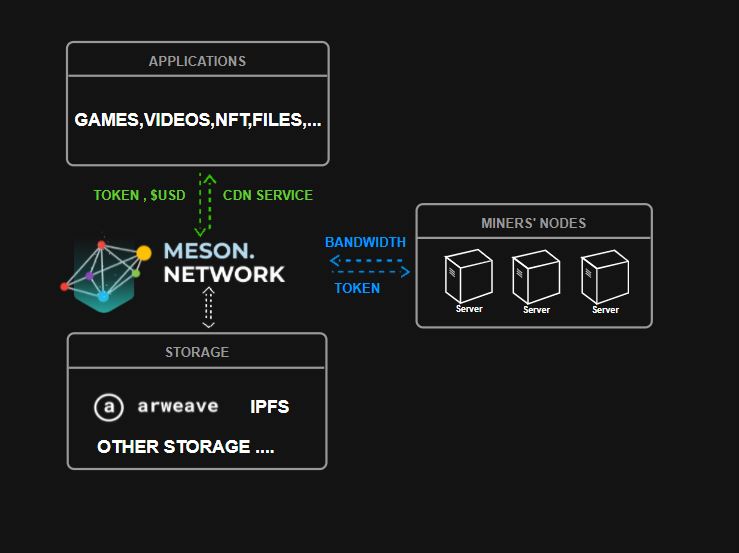 APPLICATIONS
GAMES,VIDEOS,NFT,FILES,...
TOKEN , $USD
CDN SERVICE
MESON.
NETWORK
BANDWIDTH
TOKEN
MINERS' NODES
Server
Server
Server
STORAGE
a arweave
IPFS
OTHER STORAGE ....